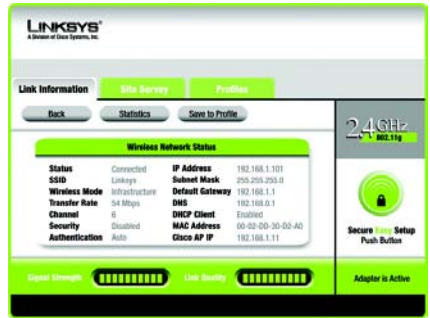 LINKSYS®
A Division of Cisco Systems, Inc.
Link Information
Site Survey
Profiles
Back
Statistics
Save to Profile
2.4GHz
802.11g
Wireless Network Status
Status Connected IP Address 192.168.1.101
SSID Linksys Subnet Mask 255.255.255.0
Wireless Mode Infrastructure Default Gateway 192.168.1.1
Transfer Rate 54 Mbps DNS 192.168.0.1
Channel 6 DHCP Client Enabled
Security Disabled MAC Address 00-02-DD-30-D2-A0
Authentication Auto Cisco AP IP 192.168.1.11
Secure Easy Setup
Push Button
Signal Strength
Link Quality
Adapter is Active